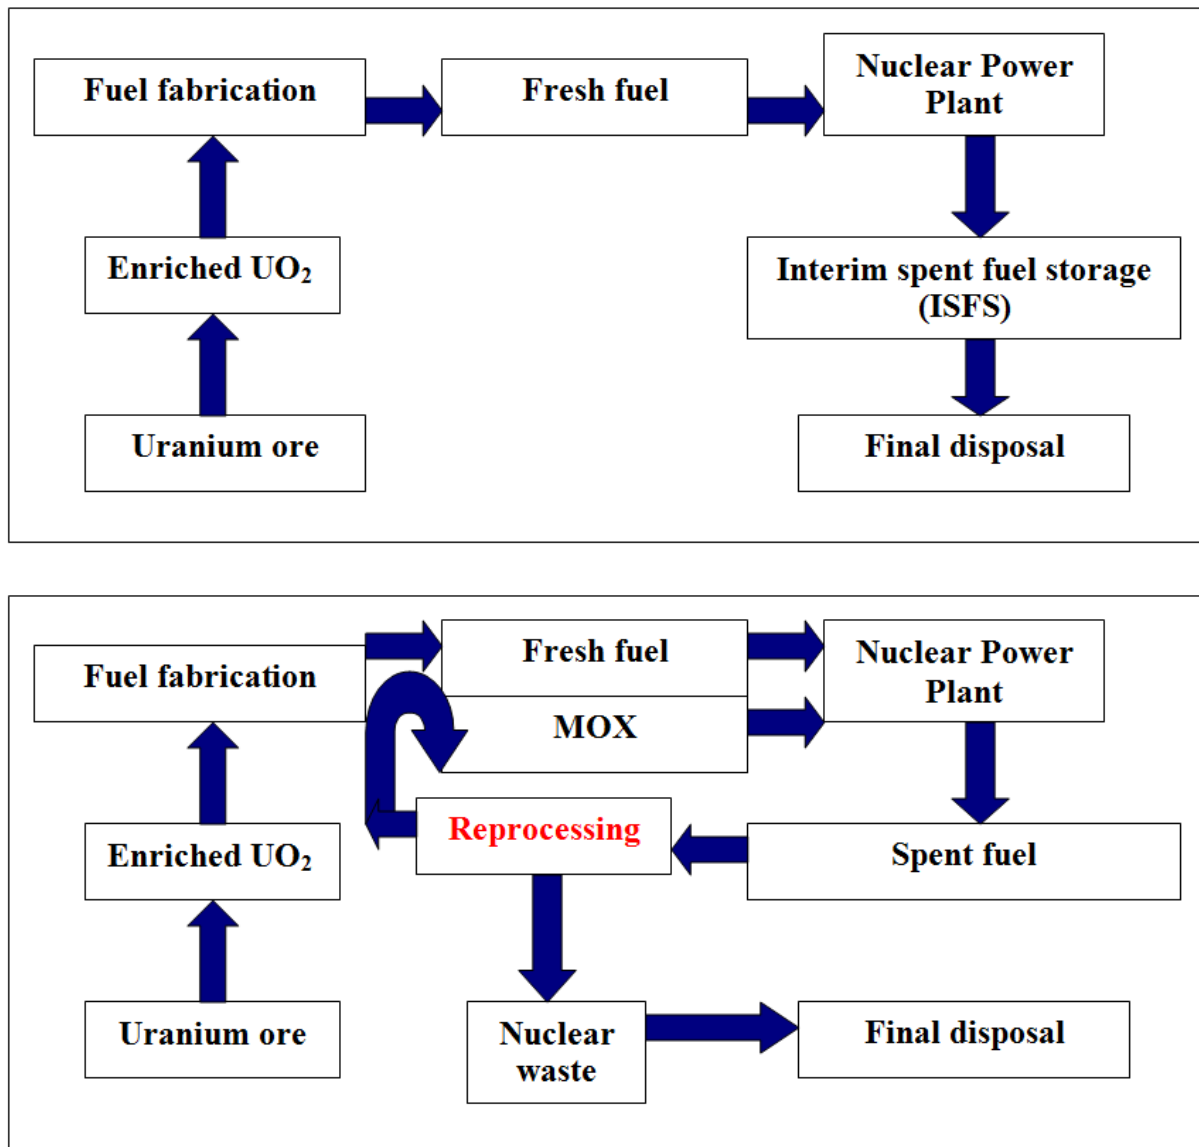 Fuel fabrication
Fresh fuel
Nuclear Power
Plant
Enriched UO₂
Interim spent fuel storage
(ISFS)
Uranium ore
Final disposal
Fuel fabrication
Fresh fuel
Nuclear Power
Plant
MOX
Enriched UO₂
Reprocessing
Spent fuel
Uranium ore
Nuclear
waste
Final disposal